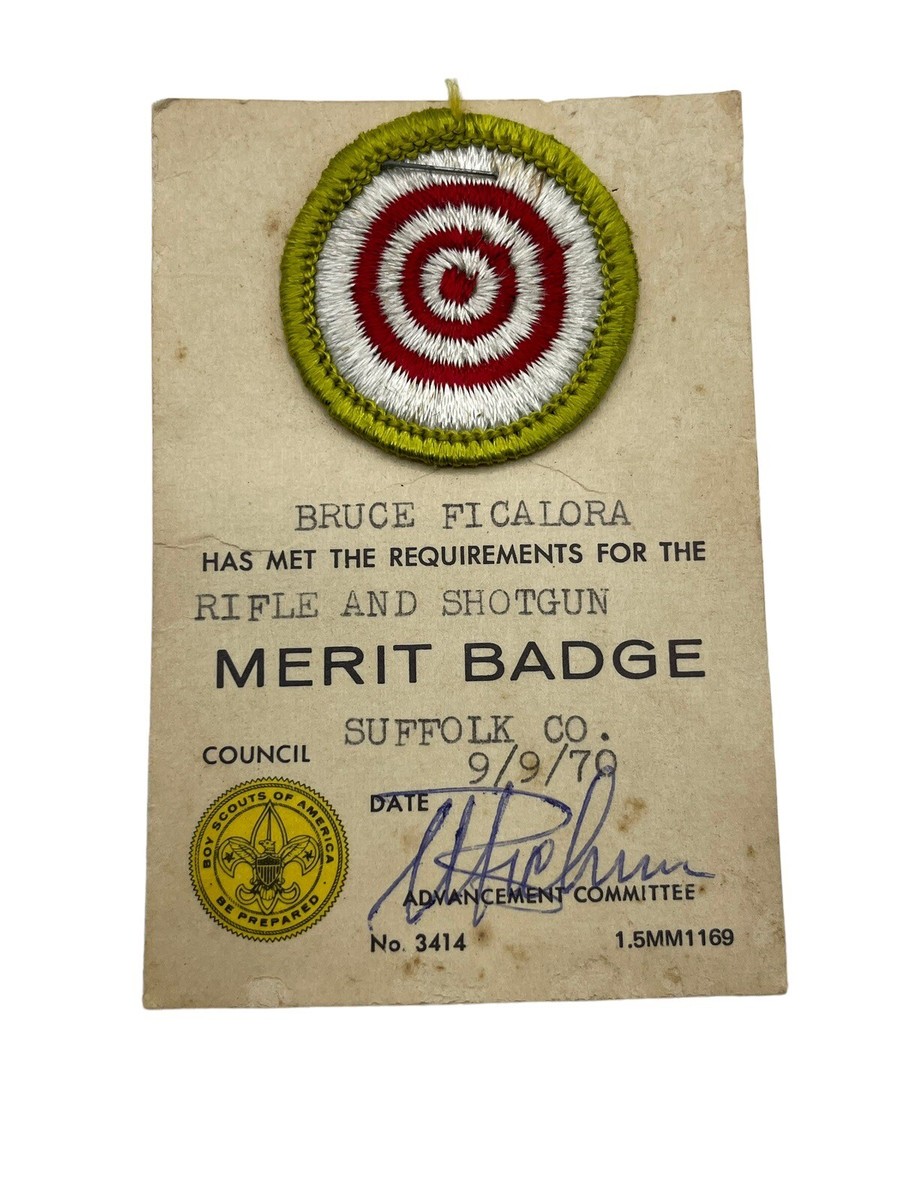 BRUCE FICALORA
HAS MET THE REQUIREMENTS FOR THE
RIFLE AND SHOTGUN
MERIT BADGE
SUFFOLK CO.
COUNCIL
9/9/70
DATE
ADVANCEMENT COMMITTEE
No. 3414
1.5MM1169
BOY SCOUTS OF AMERICA
BE PREPARED